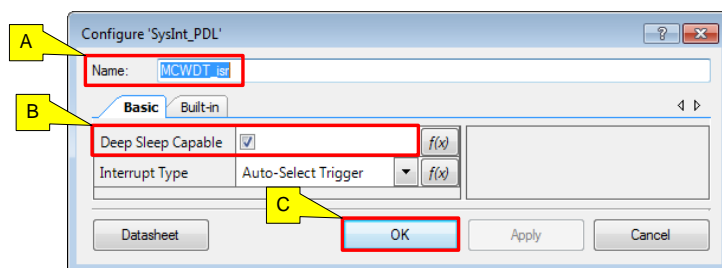 A
Configure 'SysInt_PDL'
Name: MCWDT_isr
B
Basic Built-in
Deep Sleep Capable f(x)
Interrupt Type Auto-Select Trigger f(x)
C
Datasheet OK Apply Cancel